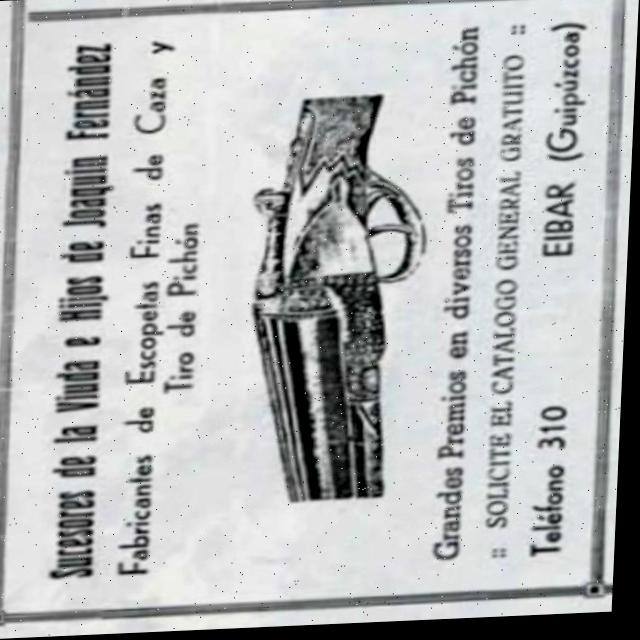 Sucesores de la Viuda e Hijos de Joaquin Fernández
Fabricantes de Escopetas Finas de Caza y
Tiro de Pichón
Grandes Premios en diversos Tiros de Pichón
:: SOLICITE EL CATALOGO GENERAL GRATUITO ::
Teléfono 310 EIBAR (Guipúzcoa)